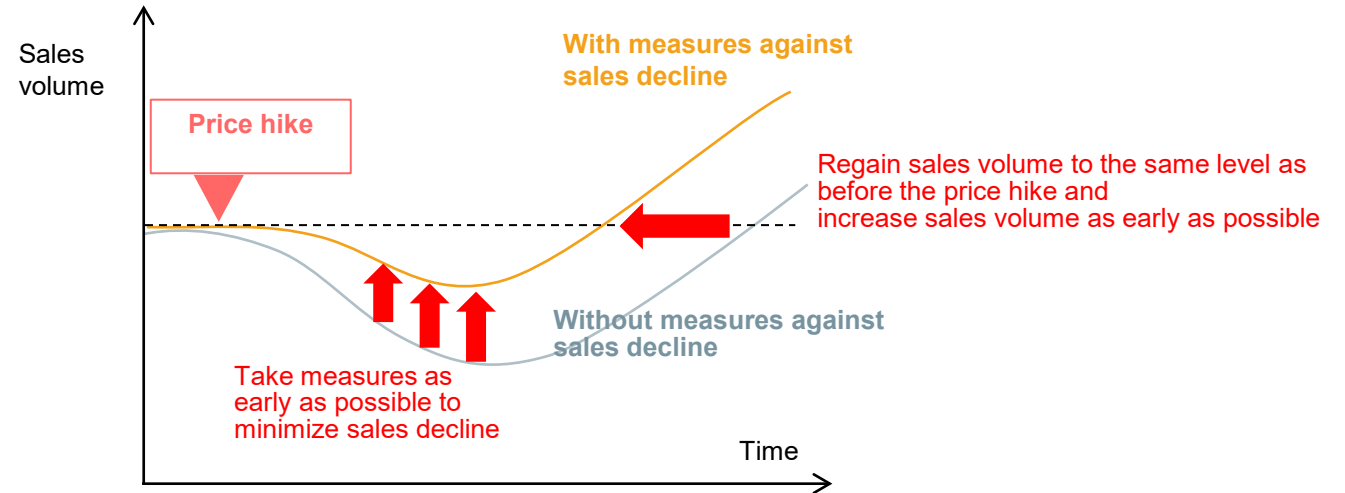 Sales
volume
With measures against
sales decline
Price hike
Regain sales volume to the same level as
before the price hike and
increase sales volume as early as possible
Without measures against
sales decline
Take measures as
early as possible to
minimize sales decline
Time